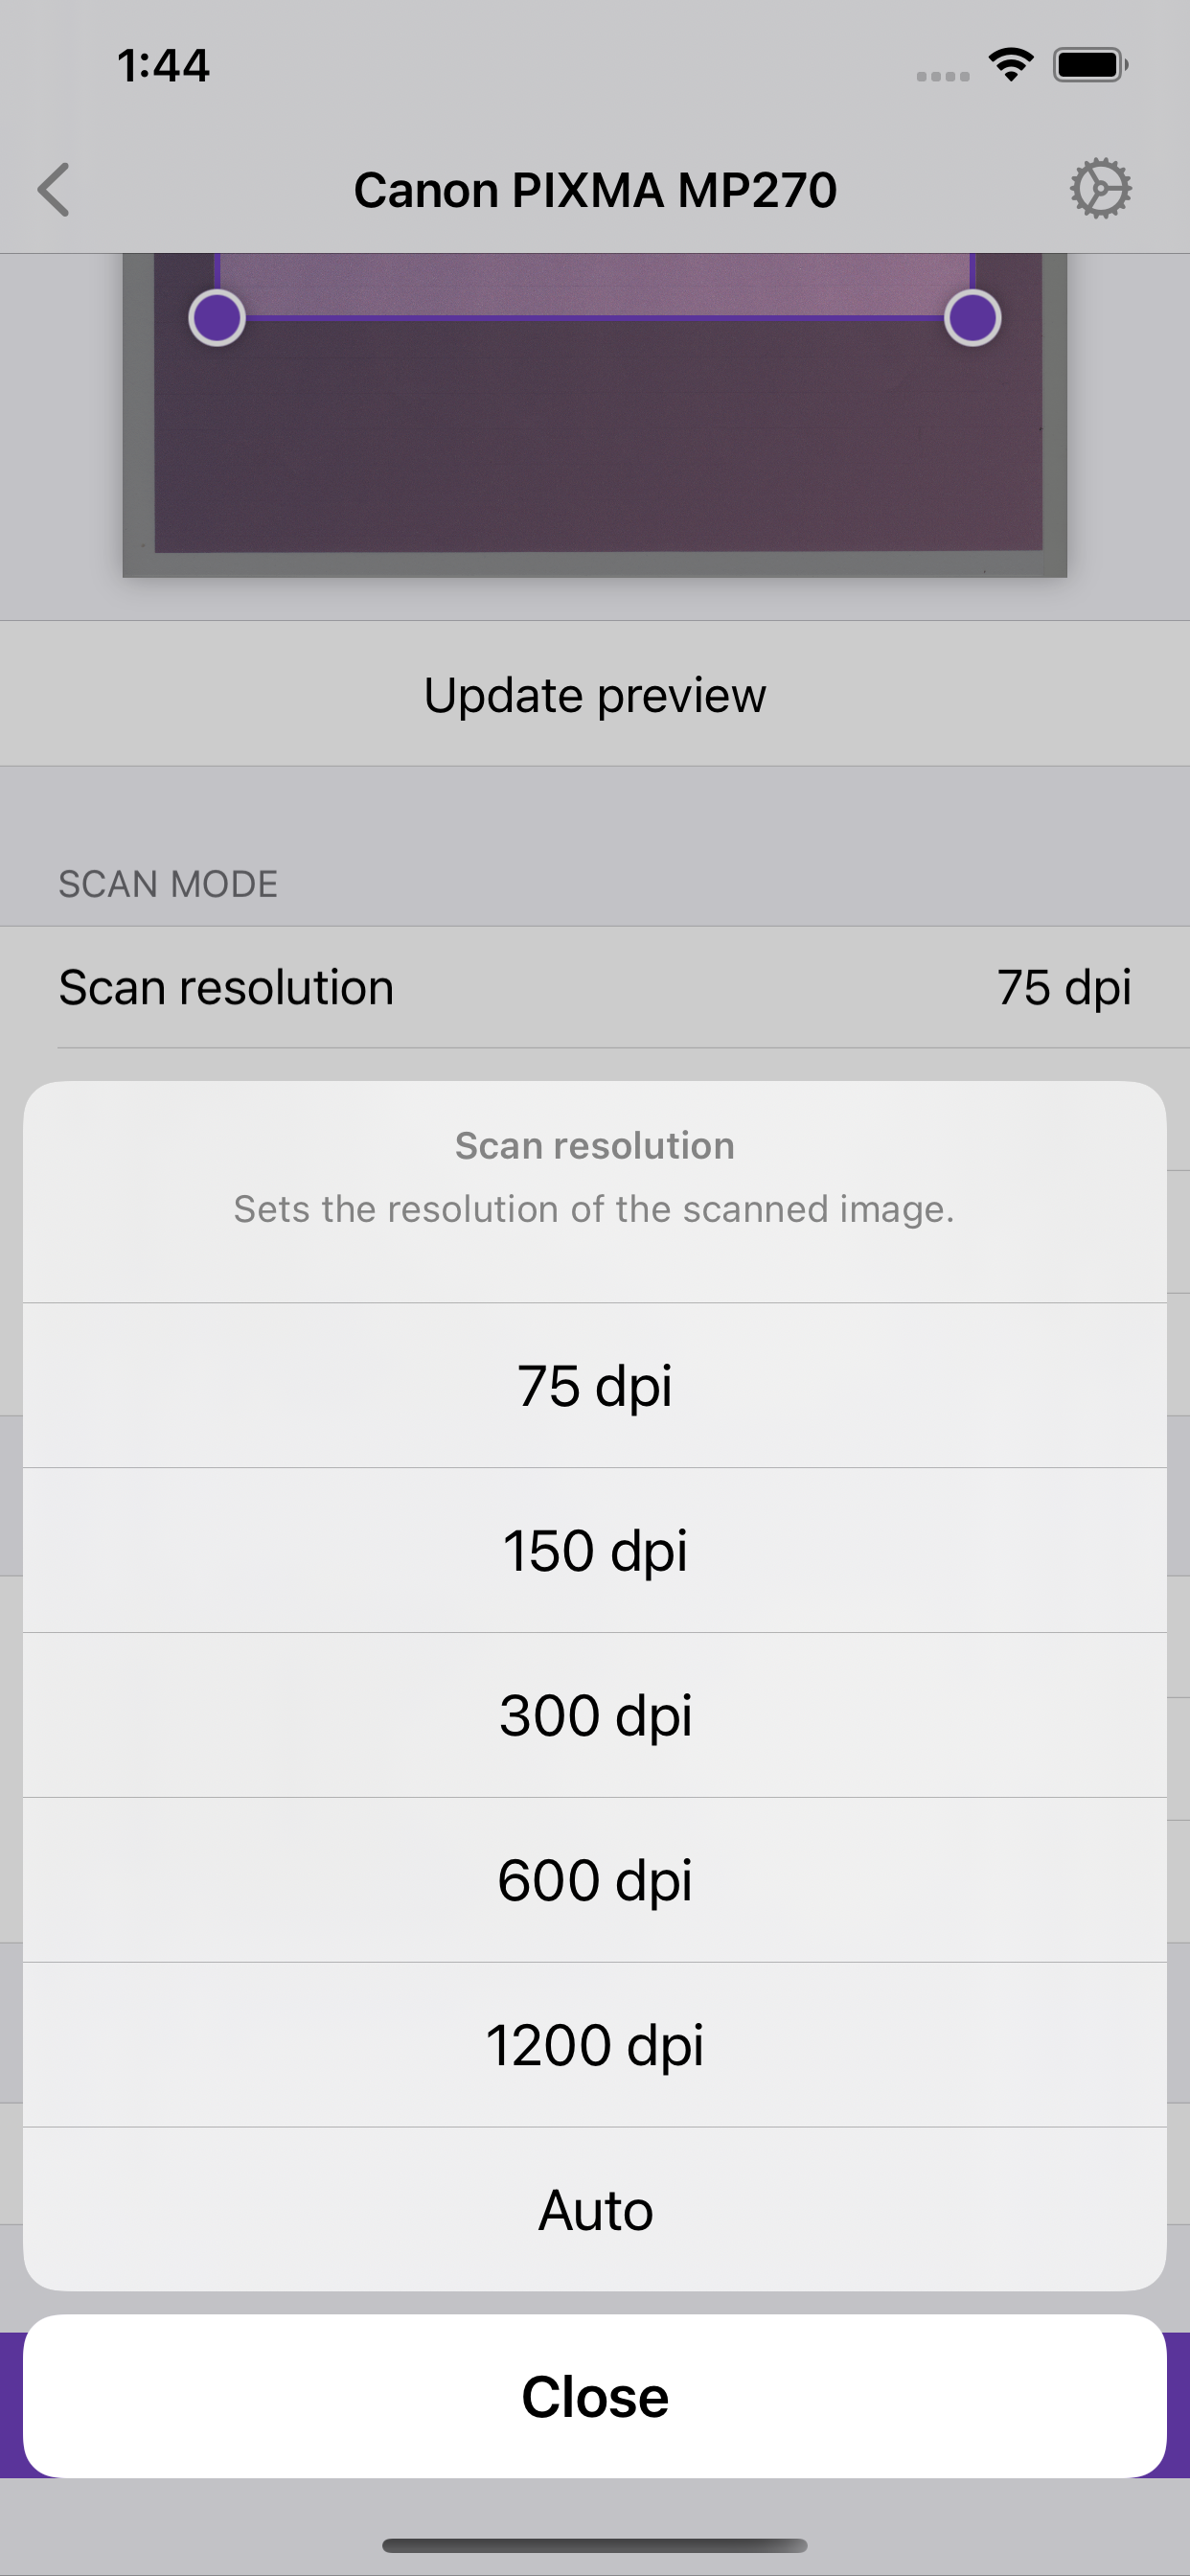 1:44
Canon PIXMA MP270
Update preview
SCAN MODE
Scan resolution 75 dpi
Scan resolution
Sets the resolution of the scanned image.
75 dpi
150 dpi
300 dpi
600 dpi
1200 dpi
Auto
Close